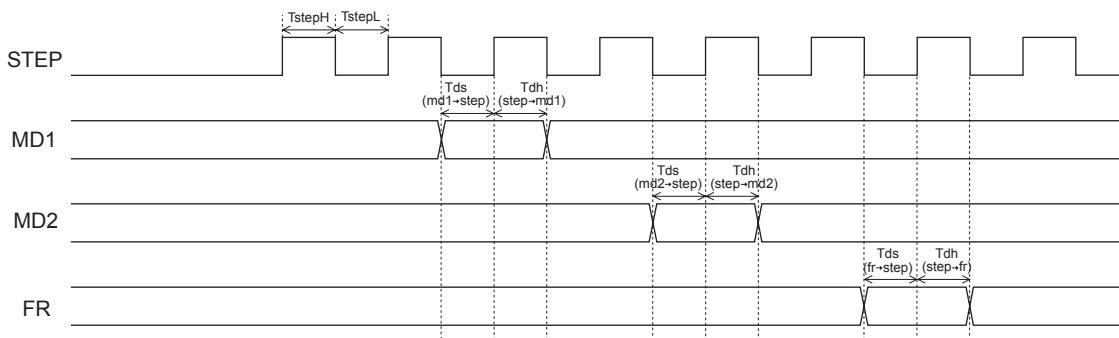 TstepH TstepL
STEP
Tds Tdh
(md1→step) (step→md1)
MD1
Tds Tdh
(md2→step) (step→md2)
MD2
Tds Tdh
(fr→step) (step→fr)
FR